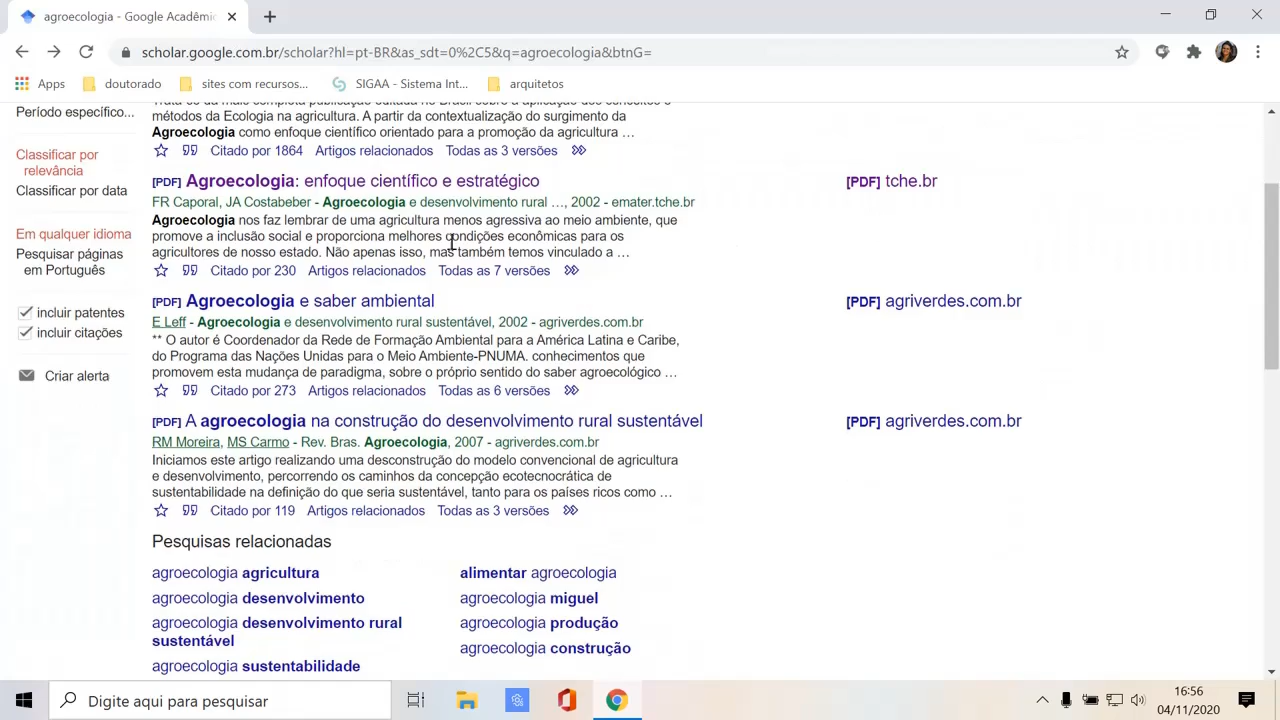 agroecologia - Google Acadêmic
scholar.google.com.br/scholar?hl=pt-BR&as_sdt=0%2C5&q=agroecologia&btnG=
Apps doutorado sites com recursos... SIGAA - Sistema Int... arquitetos
Período específico...
Classificar por
relevância
Classificar por data
Em qualquer idioma
Pesquisar páginas
em Português
incluir patentes
incluir citações
Criar alerta
Trata-se da mais completa publicação editada no Brasil sobre a aplicação dos conceitos e
métodos da Ecologia na agricultura. A partir da contextualização do surgimento da
Agroecologia como enfoque científico orientado para a promoção da agricultura …
Citado por 1864 Artigos relacionados Todas as 3 versões
[PDF] Agroecologia: enfoque científico e estratégico
[PDF] tche.br
FR Caporal, JA Costabeber - Agroecologia e desenvolvimento rural …, 2002 - emater.tche.br
Agroecologia nos faz lembrar de uma agricultura menos agressiva ao meio ambiente, que
promove a inclusão social e proporciona melhores condições econômicas para os
agricultores de nosso estado. Não apenas isso, mas também temos vinculado a …
Citado por 230 Artigos relacionados Todas as 7 versões
[PDF] Agroecologia e saber ambiental
[PDF] agriverdes.com.br
E Leff - Agroecologia e desenvolvimento rural sustentável, 2002 - agriverdes.com.br
** O autor é Coordenador da Rede de Formação Ambiental para a América Latina e Caribe,
do Programa das Nações Unidas para o Meio Ambiente-PNUMA. conhecimentos que
promovem esta mudança de paradigma, sobre o próprio sentido do saber agroecológico …
Citado por 273 Artigos relacionados Todas as 6 versões
[PDF] A agroecologia na construção do desenvolvimento rural sustentável
[PDF] agriverdes.com.br
RM Moreira, MS Carmo - Rev. Bras. Agroecologia, 2007 - agriverdes.com.br
Iniciamos este artigo realizando uma desconstrução do modelo convencional de agricultura
e desenvolvimento, percorrendo os caminhos da concepção ecotecnocrática de
sustentabilidade na definição do que seria sustentável, tanto para os países ricos como …
Citado por 119 Artigos relacionados Todas as 3 versões
Pesquisas relacionadas
agroecologia agricultura
agroecologia desenvolvimento
agroecologia desenvolvimento rural
sustentável
agroecologia sustentabilidade
alimentar agroecologia
agroecologia miguel
agroecologia produção
agroecologia construção
Digite aqui para pesquisar
16:56
04/11/2020